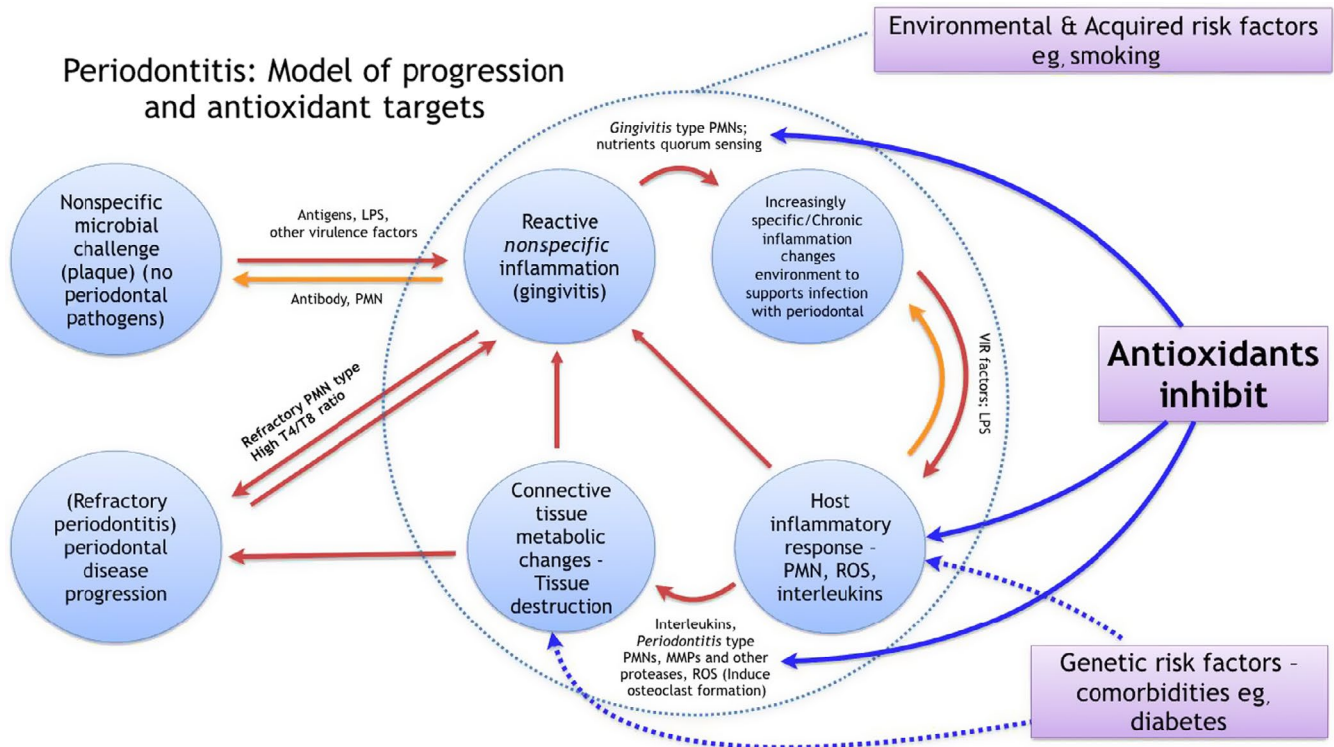 Periodontitis: Model of progression
and antioxidant targets
Environmental & Acquired risk factors
eg, smoking
Gingivitis type PMNs;
nutrients quorum sensing
Nonspecific
microbial
challenge
(plaque) (no
periodontal
pathogens)
Antigens, LPS,
other virulence factors
Antibody, PMN
Reactive
nonspecific
inflammation
(gingivitis)
Increasingly
specific/Chronic
inflammation
changes
environment to
supports infection
with periodontal
VIR factors; LPS
Antioxidants
inhibit
Refractory PMN type
High T4/T8 ratio
(Refractory
periodontitis)
periodontal
disease
progression
Connective
tissue
metabolic
changes -
Tissue
destruction
Host
inflammatory
response -
PMN, ROS,
interleukins
Interleukins,
Periodontitis type
PMNs, MMPs and other
proteases, ROS (Induce
osteoclast formation)
Genetic risk factors -
comorbidities eg,
diabetes